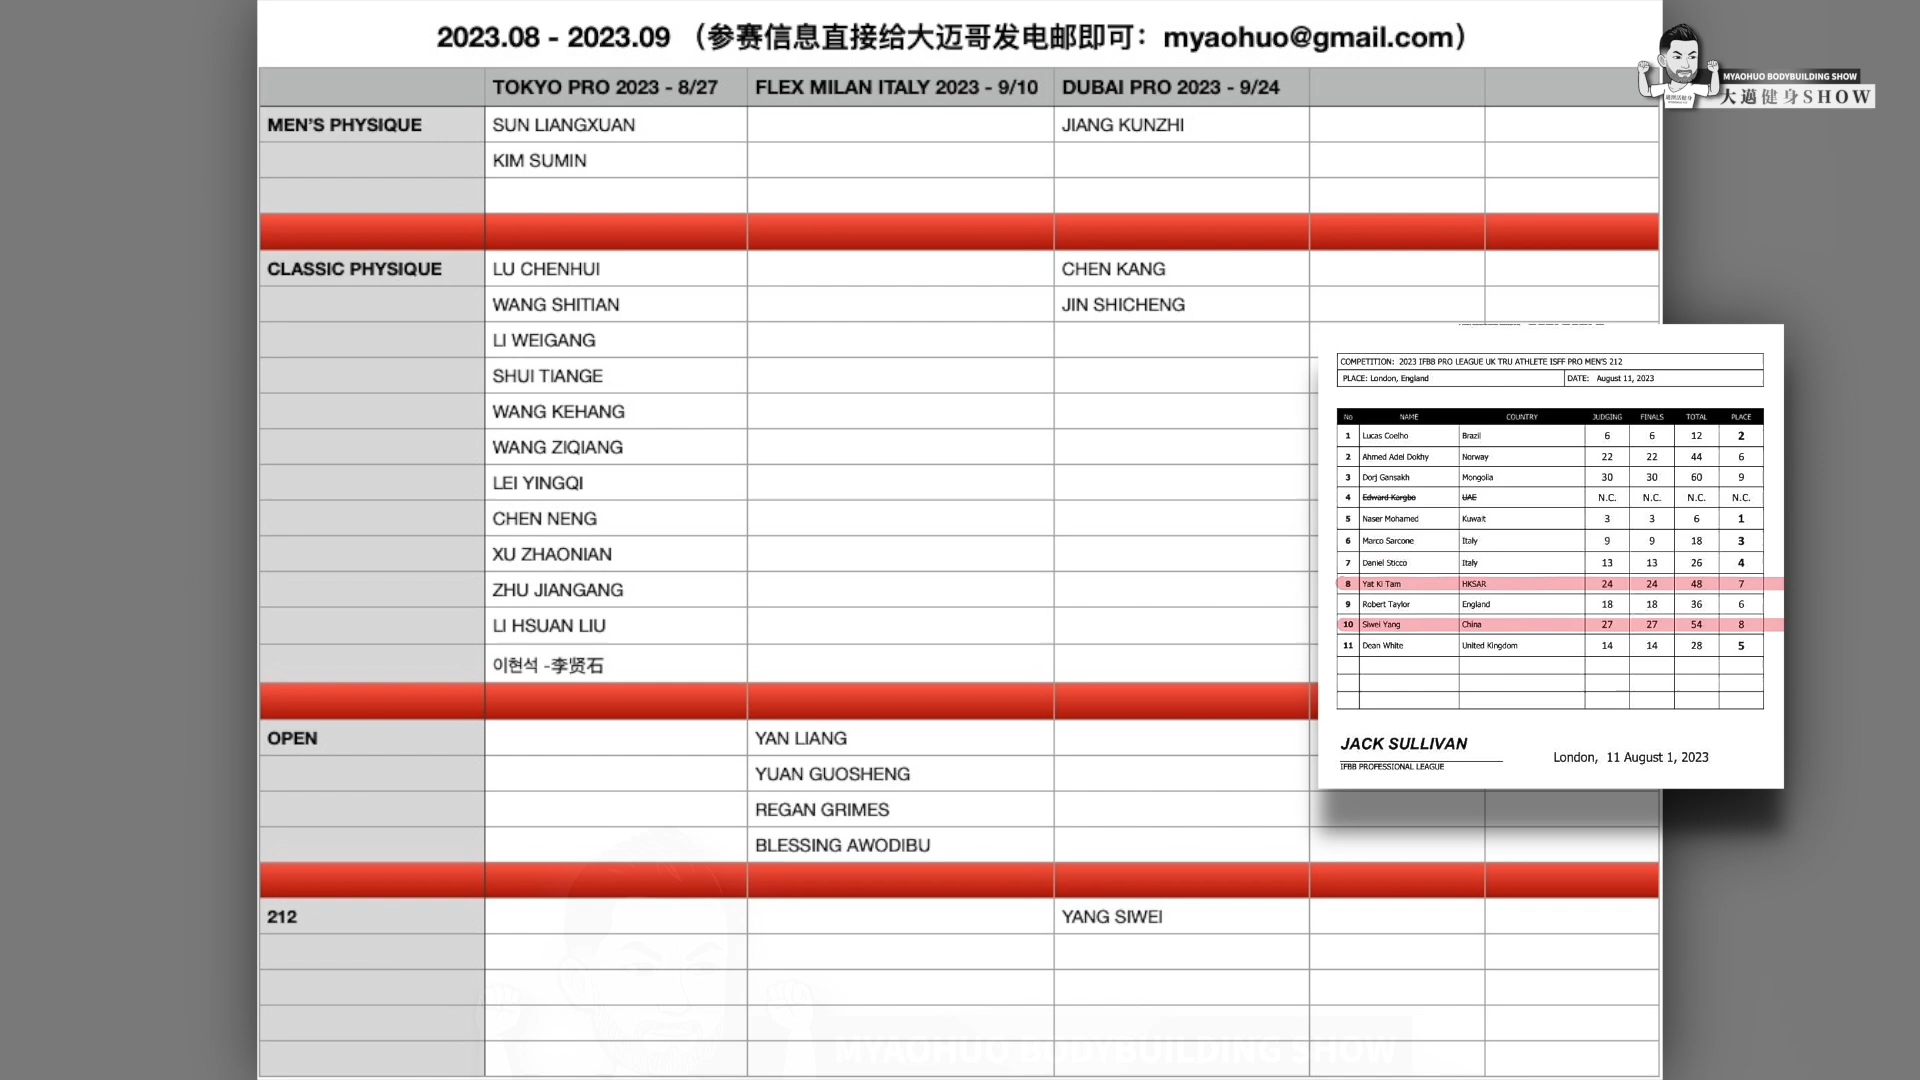 2023.08 - 2023.09 （参赛信息直接给大迈哥发电邮即可：myaohuo@gmail.com）
MYAOHUO BODYBUILDING SHOW
大邁健身SHOW
TOKYO PRO 2023 - 8/27 FLEX MILAN ITALY 2023 - 9/10 DUBAI PRO 2023 - 9/24
MEN'S PHYSIQUE SUN LIANGXUAN JIANG KUNZHI
KIM SUMIN
CLASSIC PHYSIQUE LU CHENHUI CHEN KANG
WANG SHITIAN JIN SHICHENG
LI WEIGANG
SHUI TIANGE
WANG KEHANG
WANG ZIQIANG
LEI YINGQI
CHEN NENG
XU ZHAONIAN
ZHU JIANGANG
LI HSUAN LIU
이현석 -李贤石
OPEN YAN LIANG
YUAN GUOSHENG
REGAN GRIMES
BLESSING AWODIBU
212 YANG SIWEI
MYAOHUO BODYBUILDING SHOW
COMPETITION: 2023 IFBB PRO LEAGUE UK TRU ATHLETE ISFF PRO MEN'S 212
PLACE: London, England DATE: August 11, 2023
No NAME COUNTRY JUDGING FINALS TOTAL PLACE
1 Lucas Coelho Brazil 6 6 12 2
2 Ahmed Adel Dokhy Norway 22 22 44 6
3 Dorj Gansakh Mongolia 30 30 60 9
4 Edward Kargbo UAE N.C. N.C. N.C. N.C.
5 Naser Mohamed Kuwait 3 3 6 1
6 Marco Sarcone Italy 9 9 18 3
7 Daniel Sticco Italy 13 13 26 4
8 Yat Ki Tam HKSAR 24 24 48 7
9 Robert Taylor England 18 18 36 6
10 Siwei Yang China 27 27 54 8
11 Dean White United Kingdom 14 14 28 5
JACK SULLIVAN
IFBB PROFESSIONAL LEAGUE
London, 11 August 1, 2023